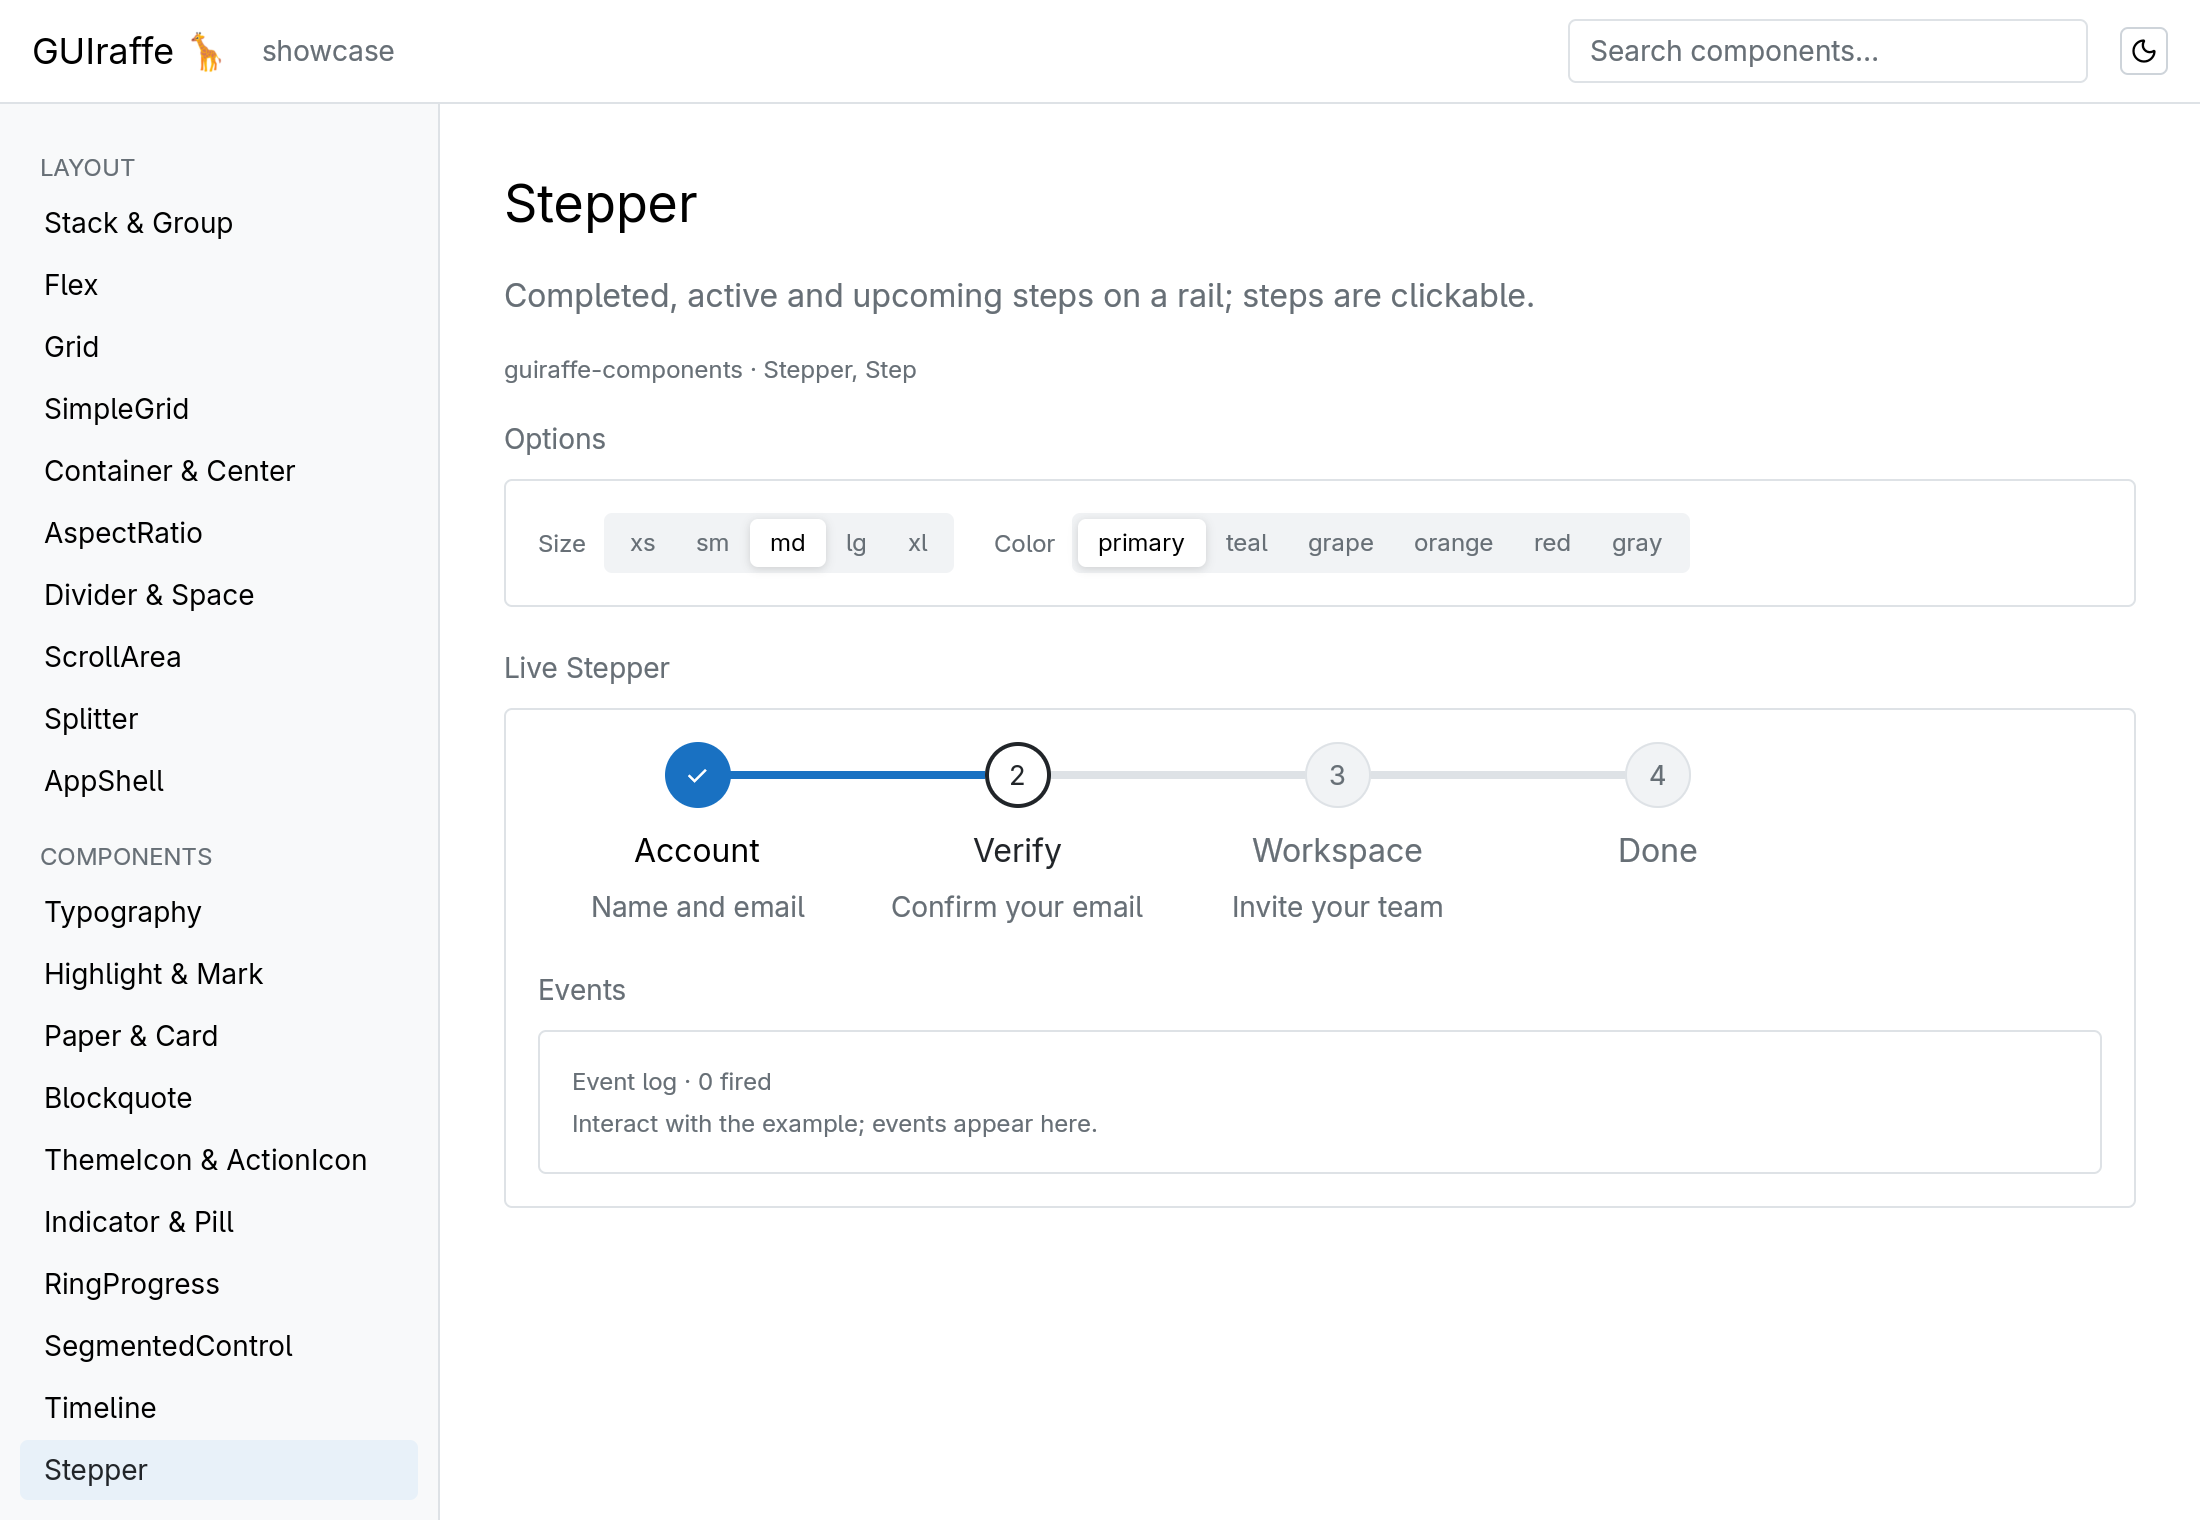 GUIraffe 🦒 showcase
Search components...
LAYOUT
Stack & Group
Flex
Grid
SimpleGrid
Container & Center
AspectRatio
Divider & Space
ScrollArea
Splitter
AppShell
COMPONENTS
Typography
Highlight & Mark
Paper & Card
Blockquote
ThemeIcon & ActionIcon
Indicator & Pill
RingProgress
SegmentedControl
Timeline
Stepper
Stepper
Completed, active and upcoming steps on a rail; steps are clickable.
guiraffe-components · Stepper, Step
Options
Size xs sm md lg xl Color primary teal grape orange red gray
Live Stepper
2 3 4
Account Verify Workspace Done
Name and email Confirm your email Invite your team
Events
Event log · 0 fired
Interact with the example; events appear here.